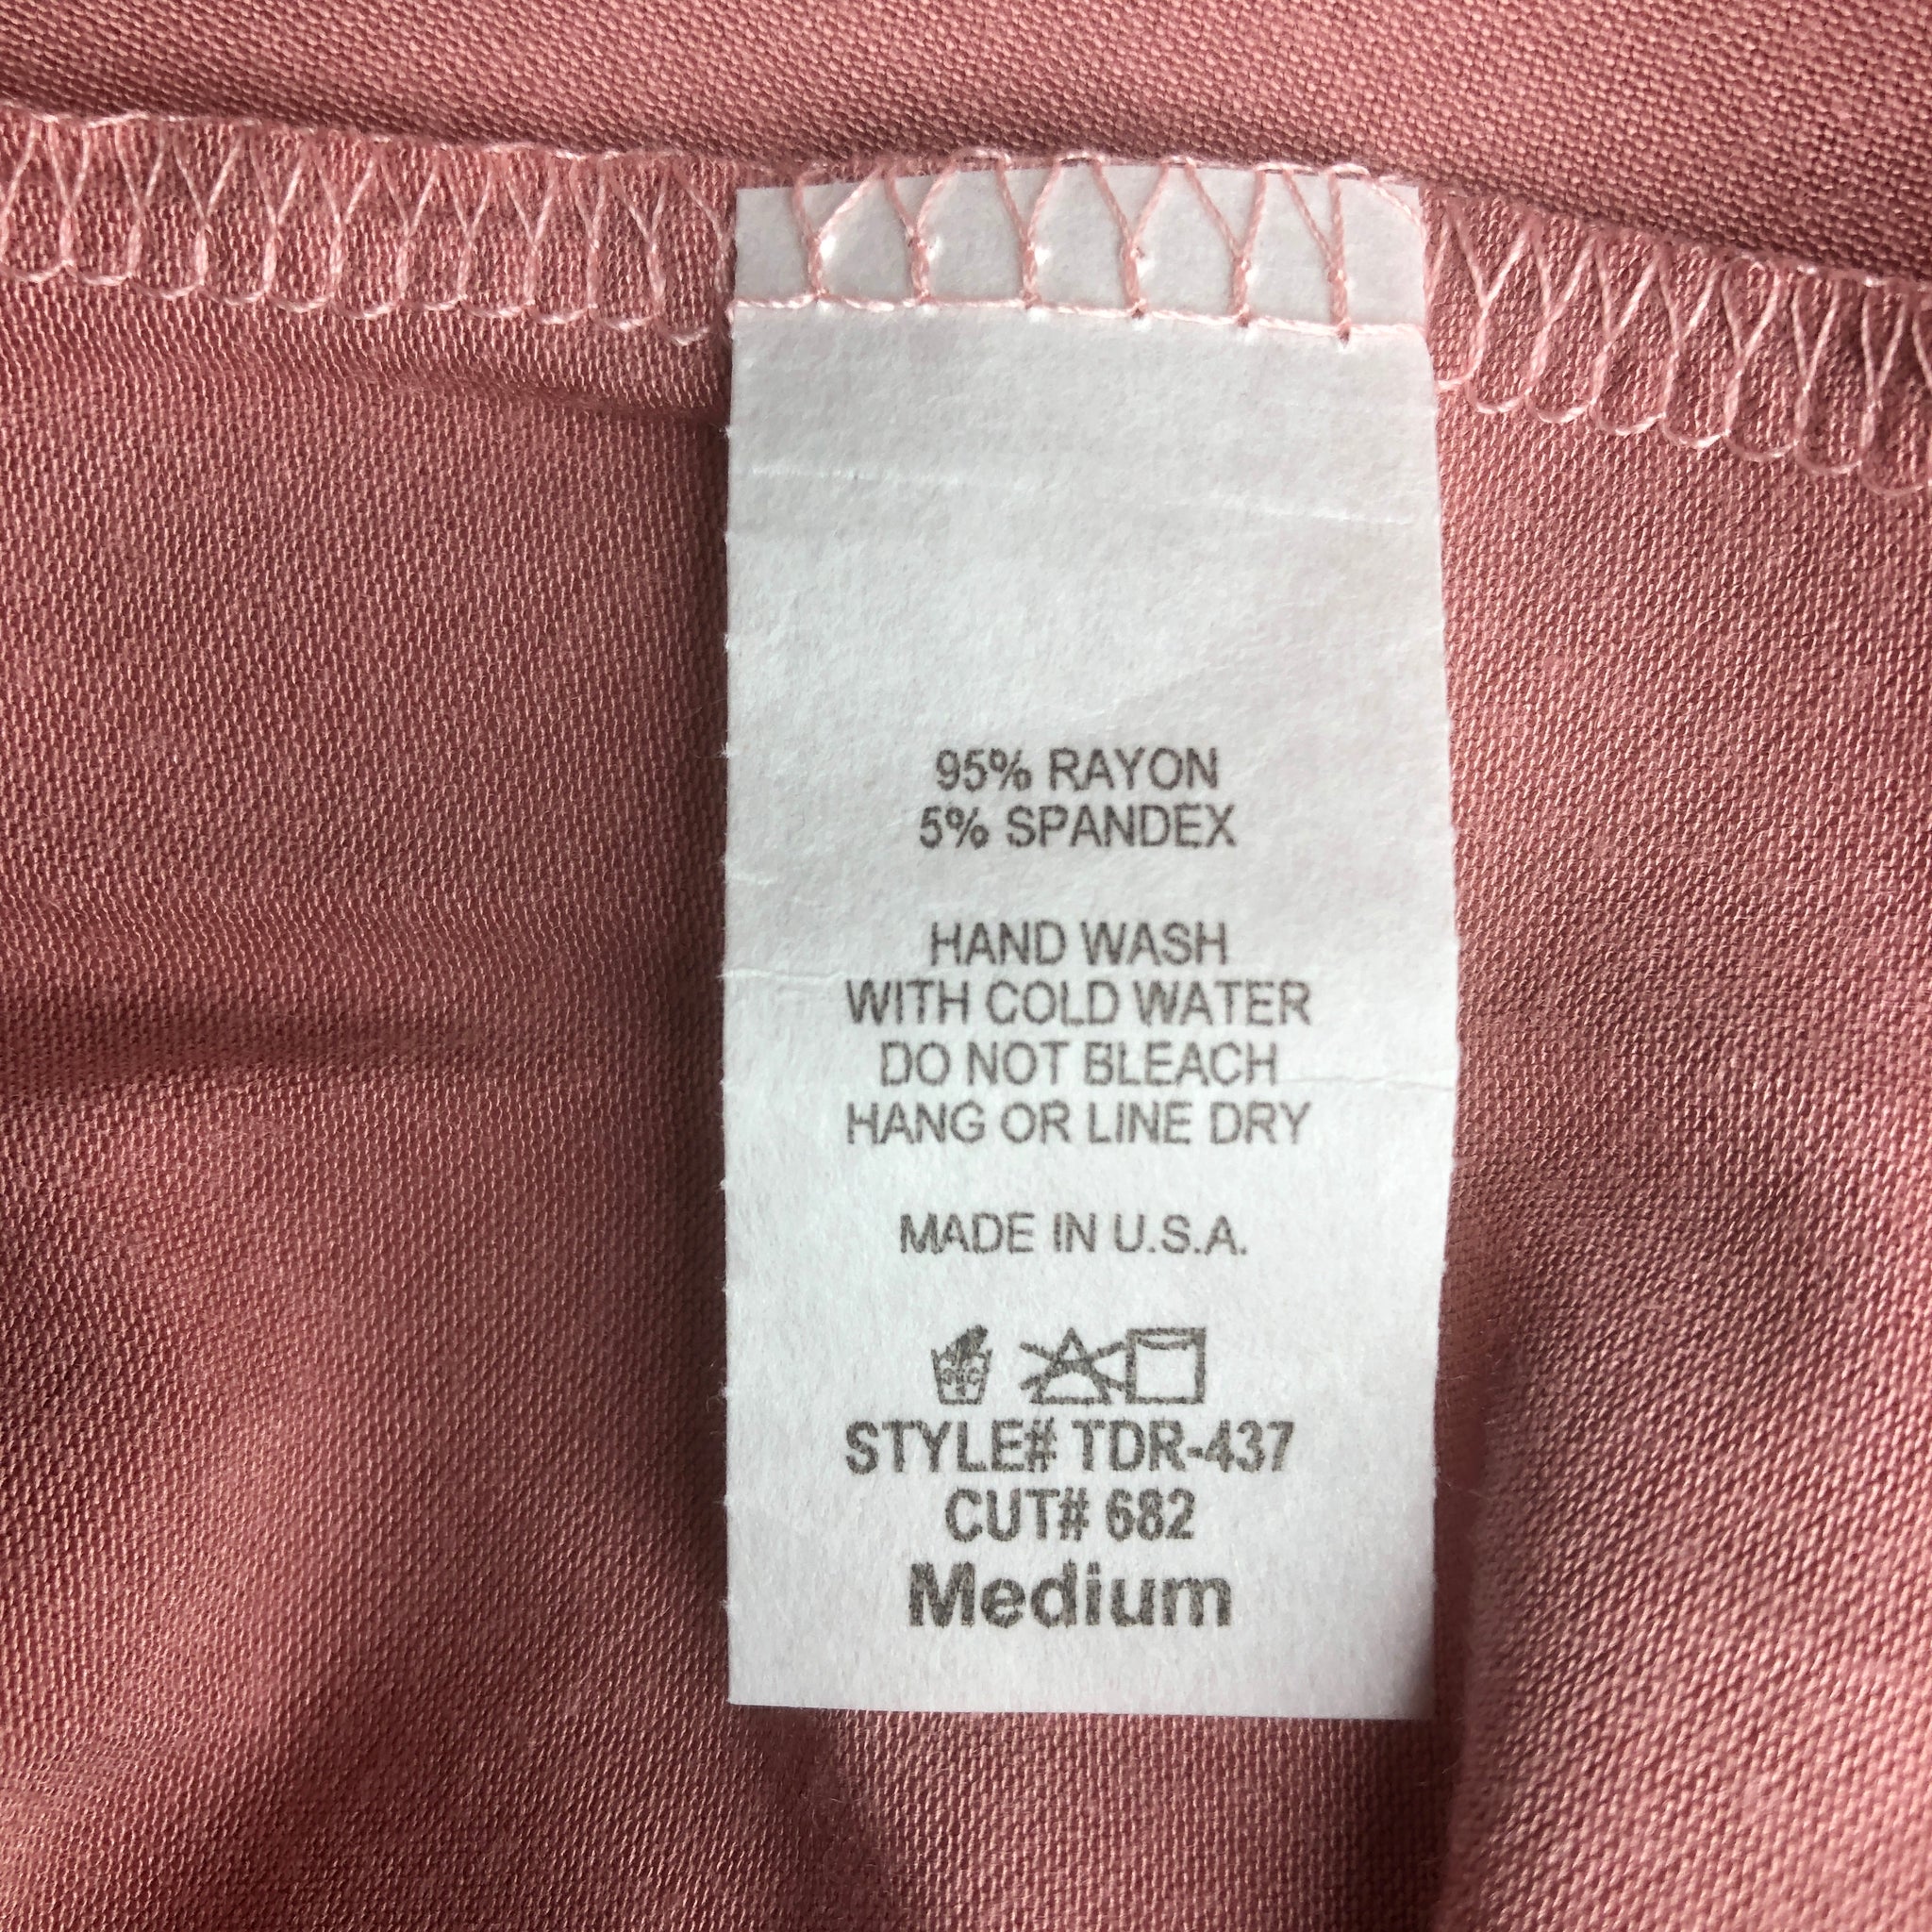 95% RAYON
5% SPANDEX
HAND WASH
WITH COLD WATER
DO NOT BLEACH
HANG OR LINE DRY
MADE IN U.S.A.
STYLE# TDR-437
CUT# 682
Medium